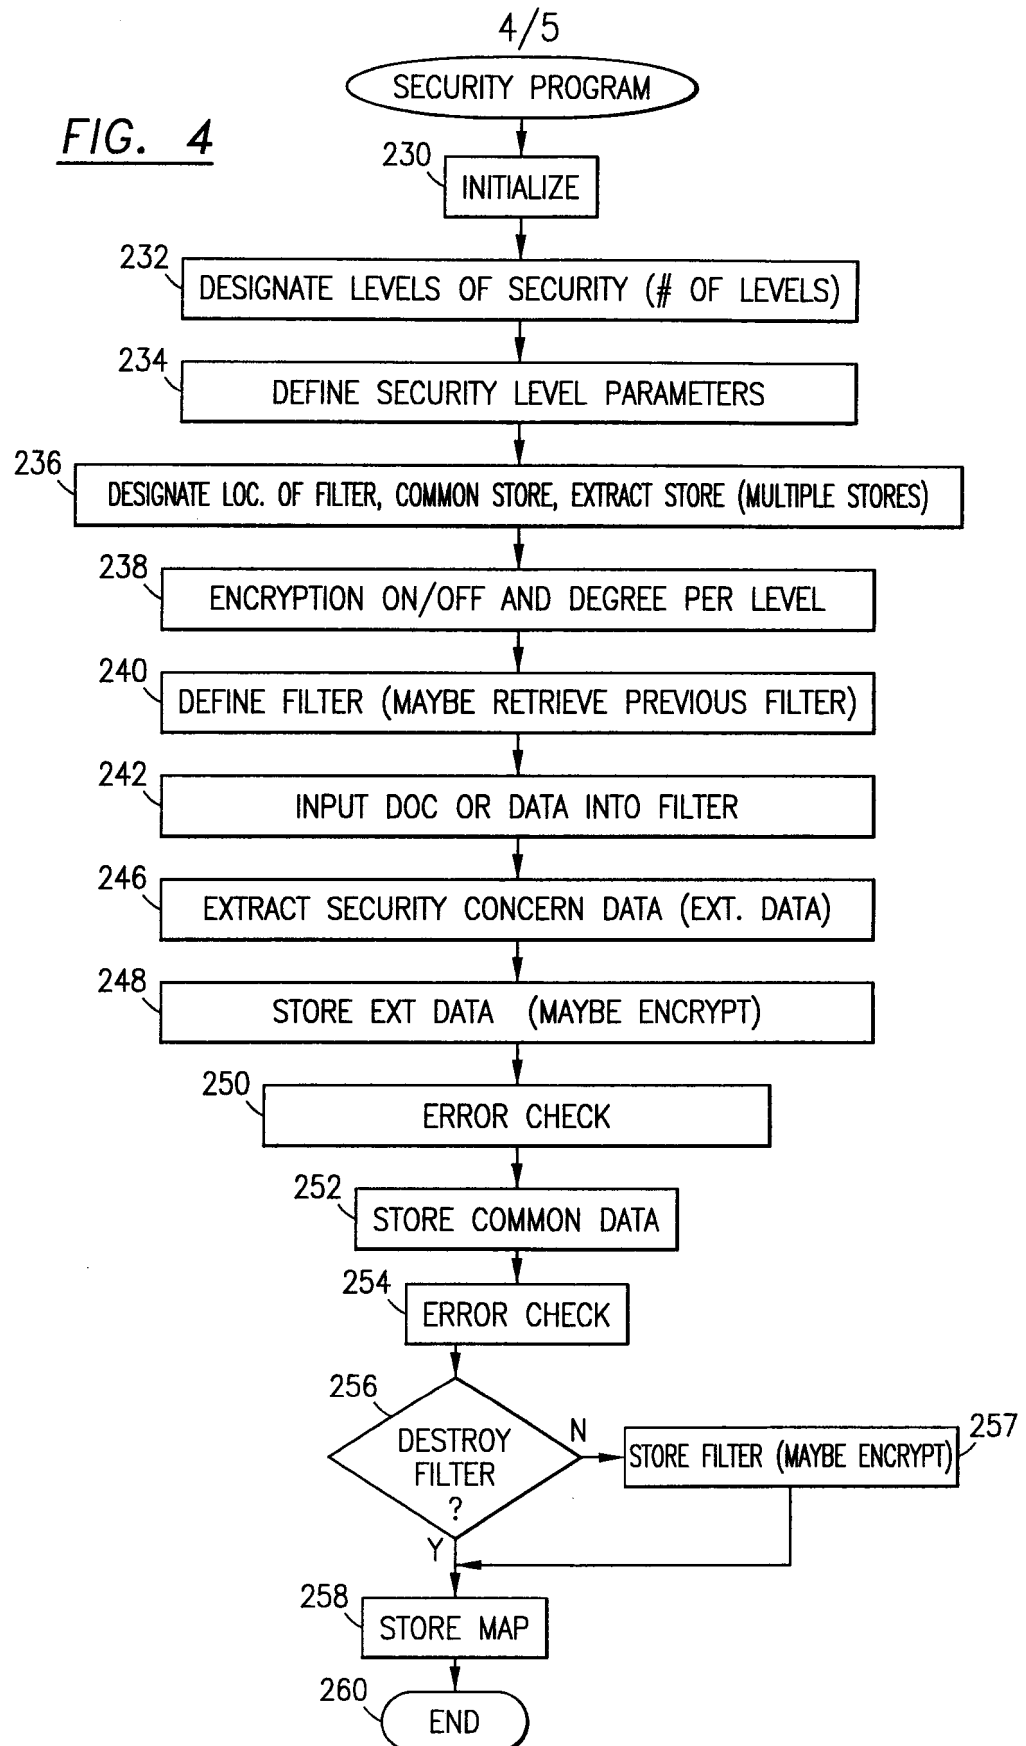 4/5
FIG. 4
SECURITY PROGRAM
230
INITIALIZE
232
DESIGNATE LEVELS OF SECURITY (# OF LEVELS)
234
DEFINE SECURITY LEVEL PARAMETERS
236
DESIGNATE LOC. OF FILTER, COMMON STORE, EXTRACT STORE (MULTIPLE STORES)
238
ENCRYPTION ON/OFF AND DEGREE PER LEVEL
240
DEFINE FILTER (MAYBE RETRIEVE PREVIOUS FILTER)
242
INPUT DOC OR DATA INTO FILTER
246
EXTRACT SECURITY CONCERN DATA (EXT. DATA)
248
STORE EXT DATA (MAYBE ENCRYPT)
250
ERROR CHECK
252
STORE COMMON DATA
254
ERROR CHECK
256
DESTROY
FILTER
?
N
257
STORE FILTER (MAYBE ENCRYPT)
Y
258
STORE MAP
260
END